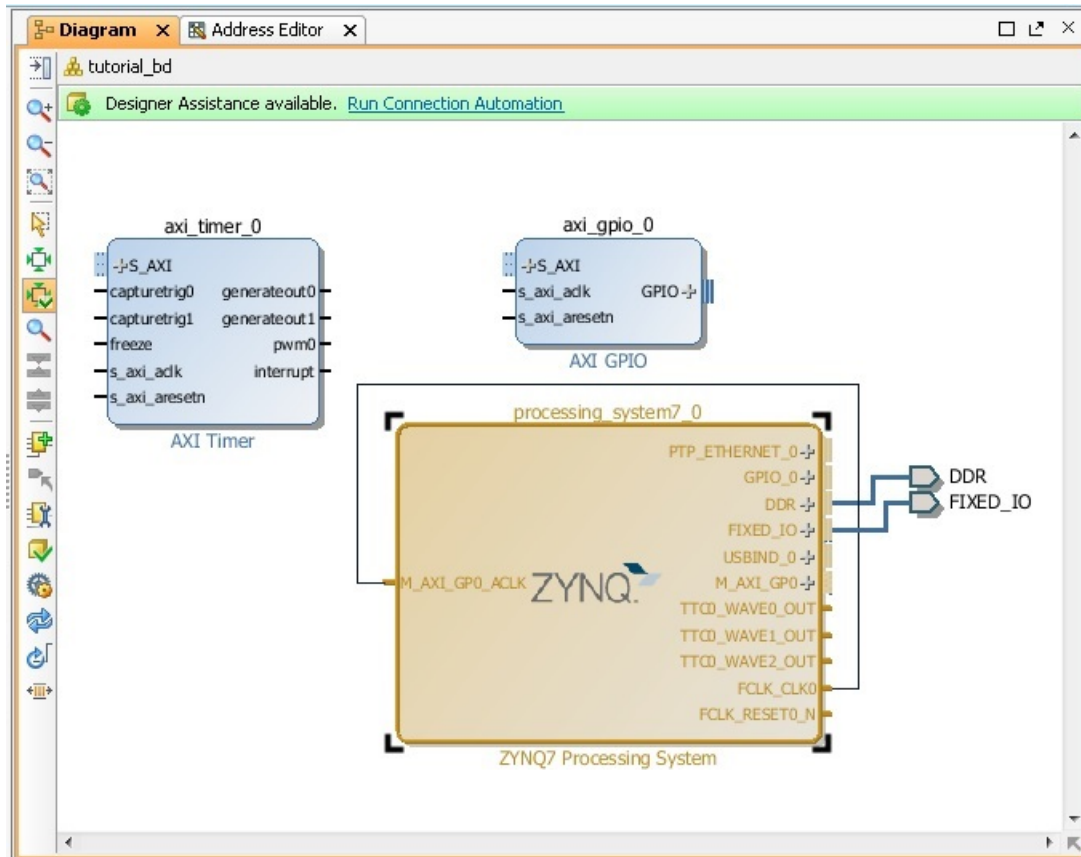 Diagram Address Editor
tutorial_bd
Designer Assistance available. Run Connection Automation
axi_timer_0
S_AXI
capturetrig0 generateout0
capturetrig1 generateout1
freeze pwm0
s_axi_aclk interrupt
s_axi_aresetn
AXI Timer
axi_gpio_0
S_AXI
s_axi_aclk GPIO
s_axi_aresetn
AXI GPIO
processing_system7_0
PTP_ETHERNET_0
GPIO_0
DDR
FIXED_IO
USBIND_0
M_AXI_GP0_ACLK ZYNQ. M_AXI_GP0
TTC0_WAVE0_OUT
TTC0_WAVE1_OUT
TTC0_WAVE2_OUT
FCLK_CLK0
FCLK_RESET0_N
ZYNQ7 Processing System
DDR
FIXED_IO